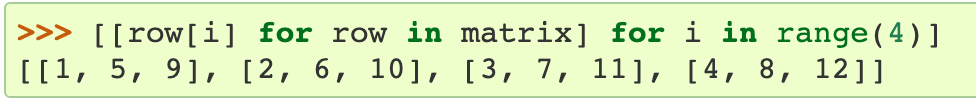 >>> [[row[i] for row in matrix] for i in range(4)]
[[1, 5, 9], [2, 6, 10], [3, 7, 11], [4, 8, 12]]